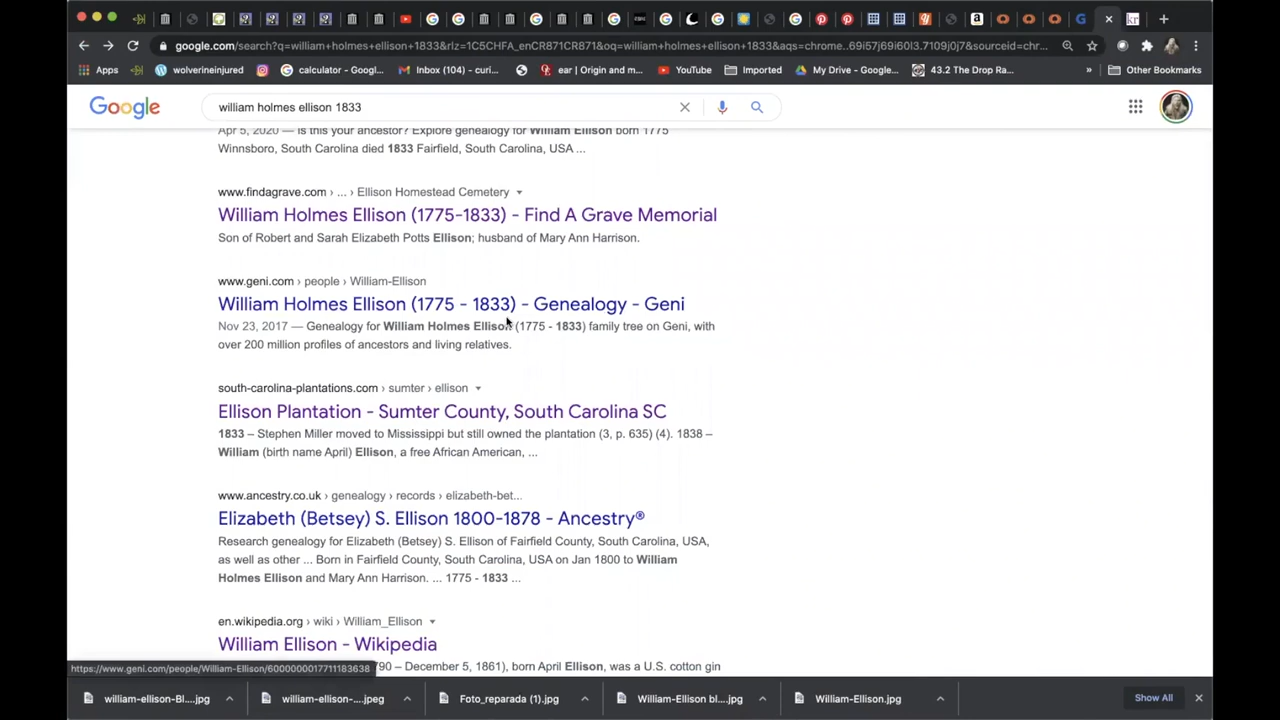 google.com/search?q=william+holmes+ellison+1833&rlz=1C5CHFA_enCR871CR871&oq=william+holmes+ellison+1833&aqs=chrome..69i57j69i60l3.7109j0j7&sourceid=chr...
Apps
wolverineinjured
calculator - Googl...
Inbox (104) - curi...
ear | Origin and m...
YouTube
Imported
My Drive - Google...
43.2 The Drop Ra...
»
Other Bookmarks
Google
william holmes ellison 1833
Apr 5, 2020 — Is this your ancestor? Explore genealogy for William Ellison born 1775
Winnsboro, South Carolina died 1833 Fairfield, South Carolina, USA ...
www.findagrave.com › ... › Ellison Homestead Cemetery
William Holmes Ellison (1775-1833) - Find A Grave Memorial
Son of Robert and Sarah Elizabeth Potts Ellison; husband of Mary Ann Harrison.
www.geni.com › people › William-Ellison
William Holmes Ellison (1775 - 1833) - Genealogy - Geni
Nov 23, 2017 — Genealogy for William Holmes Ellison (1775 - 1833) family tree on Geni, with
over 200 million profiles of ancestors and living relatives.
south-carolina-plantations.com › sumter › ellison
Ellison Plantation - Sumter County, South Carolina SC
1833 – Stephen Miller moved to Mississippi but still owned the plantation (3, p. 635) (4). 1838 –
William (birth name April) Ellison, a free African American, ...
www.ancestry.co.uk › genealogy › records › elizabeth-bet...
Elizabeth (Betsey) S. Ellison 1800-1878 - Ancestry®
Research genealogy for Elizabeth (Betsey) S. Ellison of Fairfield County, South Carolina, USA,
as well as other ... Born in Fairfield County, South Carolina, USA on Jan 1800 to William
Holmes Ellison and Mary Ann Harrison. ... 1775 - 1833 ...
en.wikipedia.org › wiki › William_Ellison
William Ellison - Wikipedia
790 – December 5, 1861), born April Ellison, was a U.S. cotton gin
https://www.geni.com/people/William-Ellison/6000000017711183638
william-ellison-Bl....jpg
william-ellison-....jpeg
Foto_reparada (1).jpg
William-Ellison bl....jpg
William-Ellison.jpg
Show All